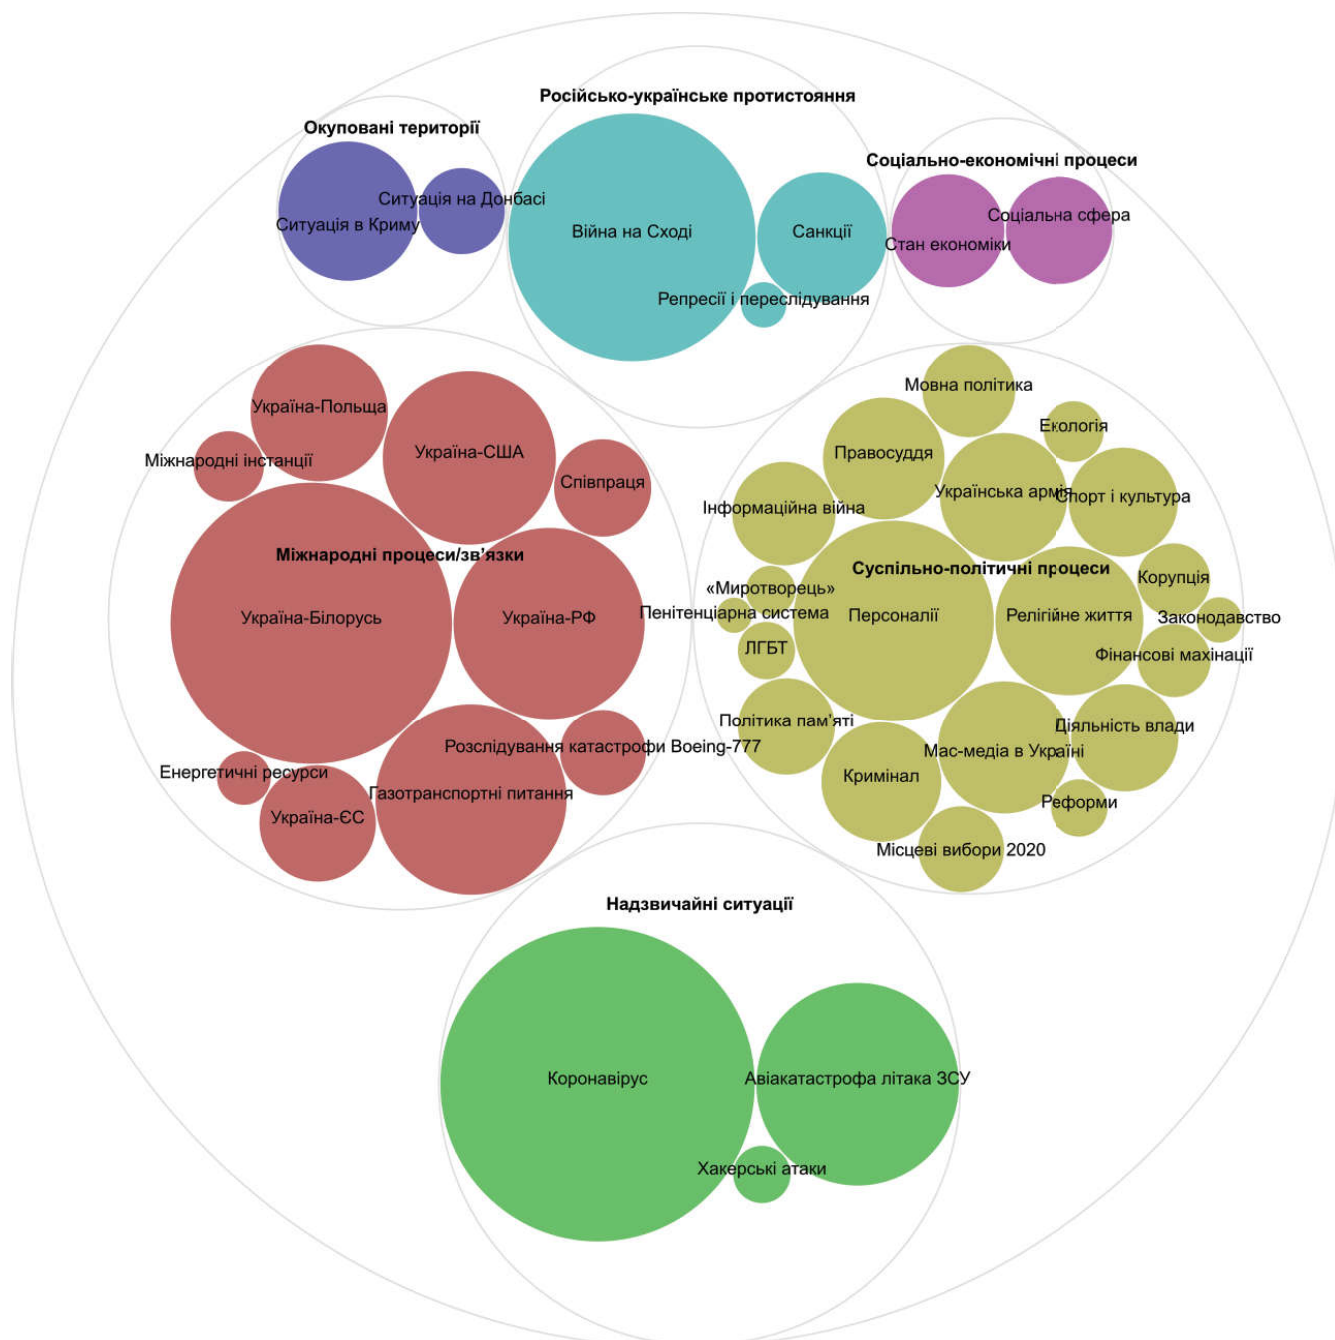 Російсько-українське протистояння
Окуповані території
Соціально-економічні процеси
Ситуація на Донбасі
Ситуація в Криму
Війна на Сході
Санкції
Репресії і переслідування
Соціальна сфера
Стан економіки
Україна-Польща
Міжнародні інстанції
Україна-США
Співпраця
Міжнародні процеси/зв’язки
Україна-Білорусь
Україна-РФ
Розслідування катастрофи Boeing-777
Енергетичні ресурси
Газотранспортні питання
Україна-ЄС
Мовна політика
Екологія
Правосуддя
Українська армія
Спорт і культура
Інформаційна війна
Суспільно-політичні процеси
Корупція
«Миротворець»
Пенітенціарна система
Персоналії
Релігійне життя
Законодавство
ЛГБТ
Фінансові махінації
Політика пам’яті
Діяльність влади
Мас-медіа в Україні
Кримінал
Реформи
Місцеві вибори 2020
Надзвичайні ситуації
Коронавірус
Авіакатастрофа літака ЗСУ
Хакерські атаки